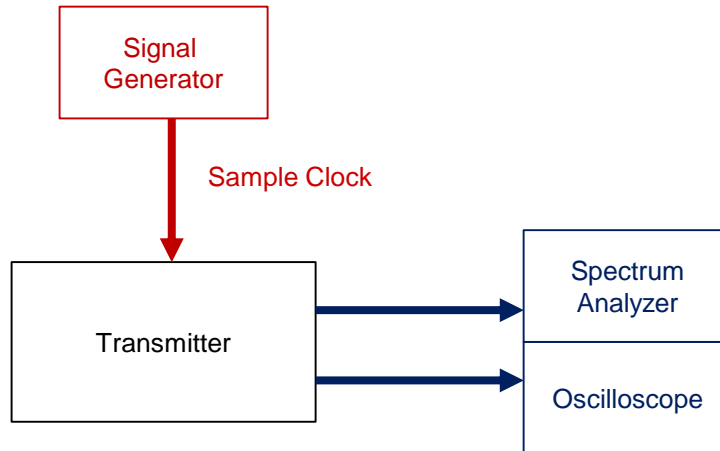 Signal
Generator
Sample Clock
Transmitter
Spectrum
Analyzer
Oscilloscope